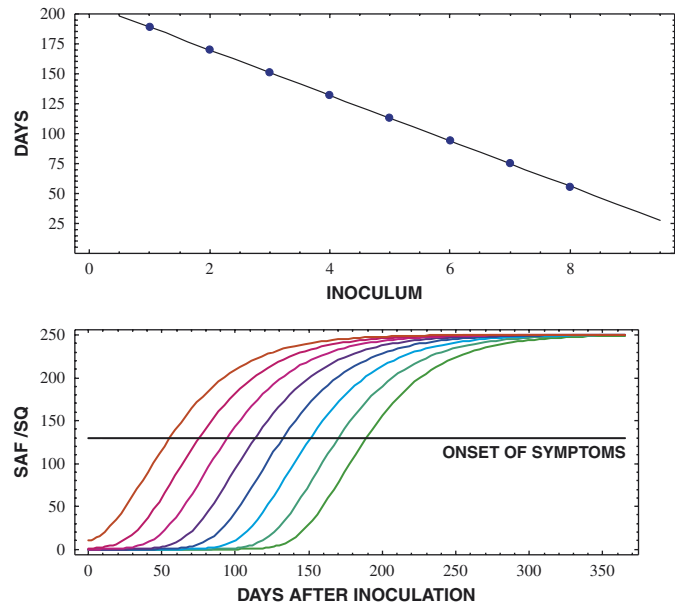 200
175
150
125
100
75
50
25
DAYS
0 2 4 6 8
INOCULUM
250
200
150
100
50
0
SAF /SQ
ONSET OF SYMPTOMS
0 50 100 150 200 250 300 350
DAYS AFTER INOCULATION